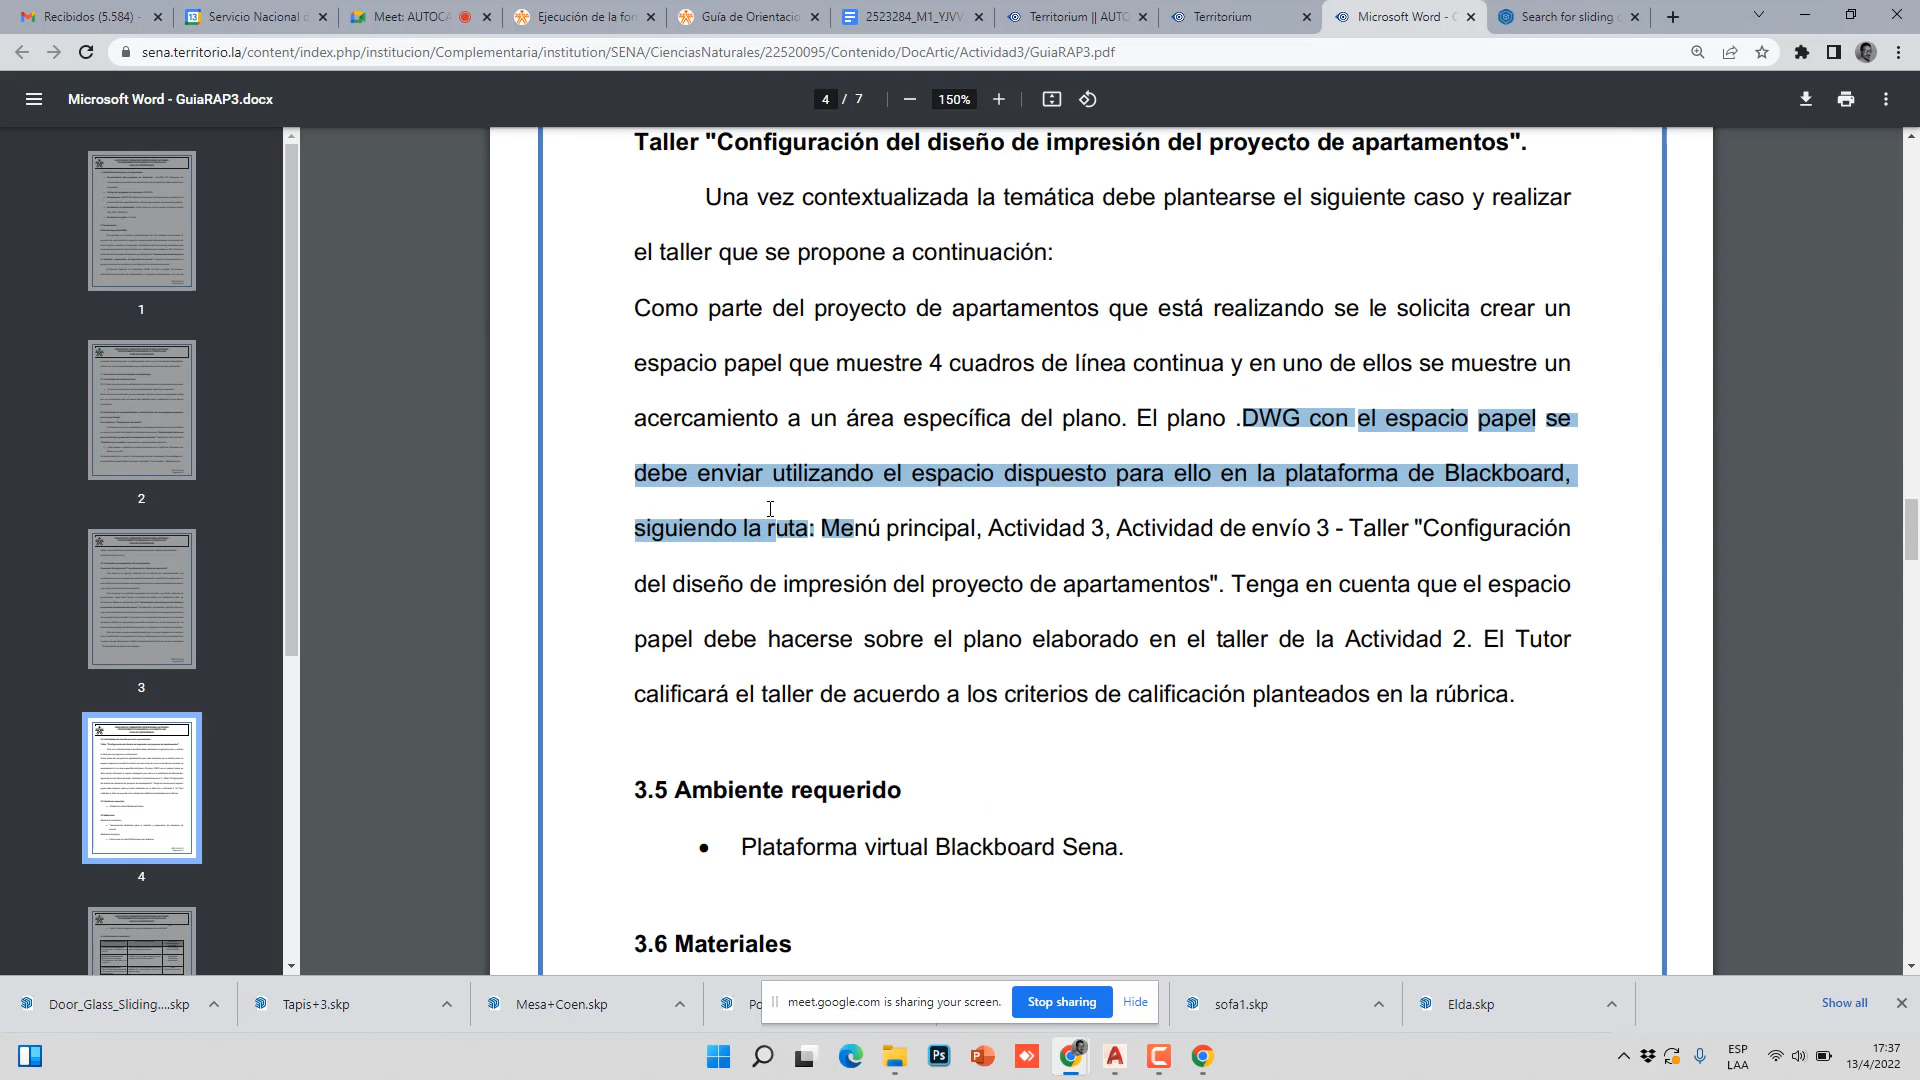 Recibidos (5.584) -
Servicio Nacional d
Meet: AUTOCA
Ejecución de la for
Guía de Orientacio
2523284_M1_YJVV
Territorium || AUTO
Territorium
Microsoft Word - G
Search for sliding
sena.territorio.la/content/index.php/institucion/Complementaria/institution/SENA/CienciasNaturales/22520095/Contenido/DocArtic/Actividad3/GuiaRAP3.pdf
Microsoft Word - GuiaRAP3.docx
4 / 7
150%
1
2
3
4
Taller "Configuración del diseño de impresión del proyecto de apartamentos".
Una vez contextualizada la temática debe plantearse el siguiente caso y realizar
el taller que se propone a continuación:
Como parte del proyecto de apartamentos que está realizando se le solicita crear un
espacio papel que muestre 4 cuadros de línea continua y en uno de ellos se muestre un
acercamiento a un área específica del plano. El plano .DWG con el espacio papel se
debe enviar utilizando el espacio dispuesto para ello en la plataforma de Blackboard,
siguiendo la ruta: Menú principal, Actividad 3, Actividad de envío 3 - Taller "Configuración
del diseño de impresión del proyecto de apartamentos". Tenga en cuenta que el espacio
papel debe hacerse sobre el plano elaborado en el taller de la Actividad 2. El Tutor
calificará el taller de acuerdo a los criterios de calificación planteados en la rúbrica.
3.5 Ambiente requerido
• Plataforma virtual Blackboard Sena.
3.6 Materiales
Door_Glass_Sliding....skp
Tapis+3.skp
Mesa+Coen.skp
Po
meet.google.com is sharing your screen.
Stop sharing
Hide
sofa1.skp
Elda.skp
Show all
ESP
LAA
17:37
13/4/2022